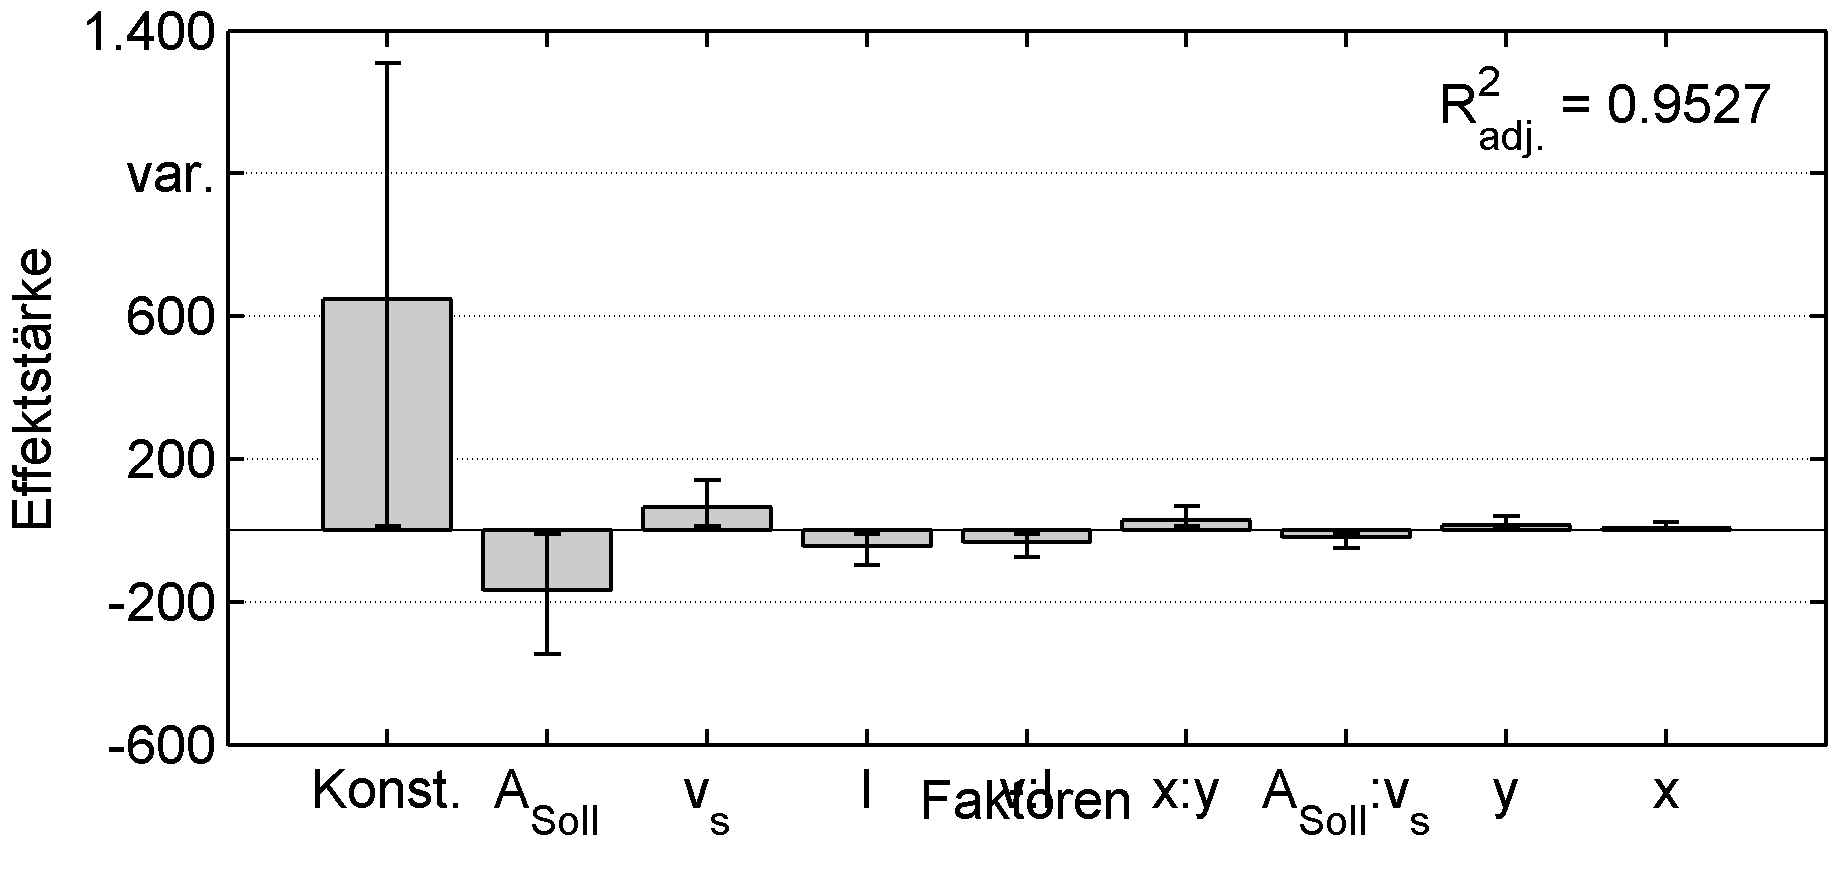 1.400
var.
600
200
-200
-600
Effektstärke
R²adj. = 0.9527
Konst. ASoll vs I v:I x:y ASoll:vs y x
Faktoren